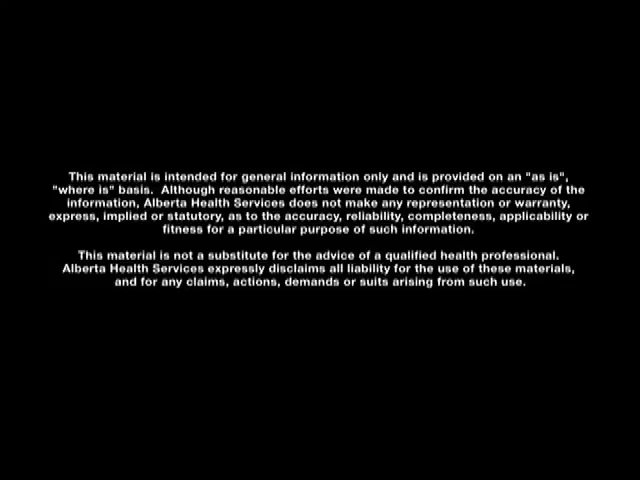 This material is intended for general information only and is provided on an "as is",
"where is" basis.  Although reasonable efforts were made to confirm the accuracy of the
information, Alberta Health Services does not make any representation or warranty,
express, implied or statutory, as to the accuracy, reliability, completeness, applicability or
fitness for a particular purpose of such information.
This material is not a substitute for the advice of a qualified health professional.
Alberta Health Services expressly disclaims all liability for the use of these materials,
and for any claims, actions, demands or suits arising from such use.